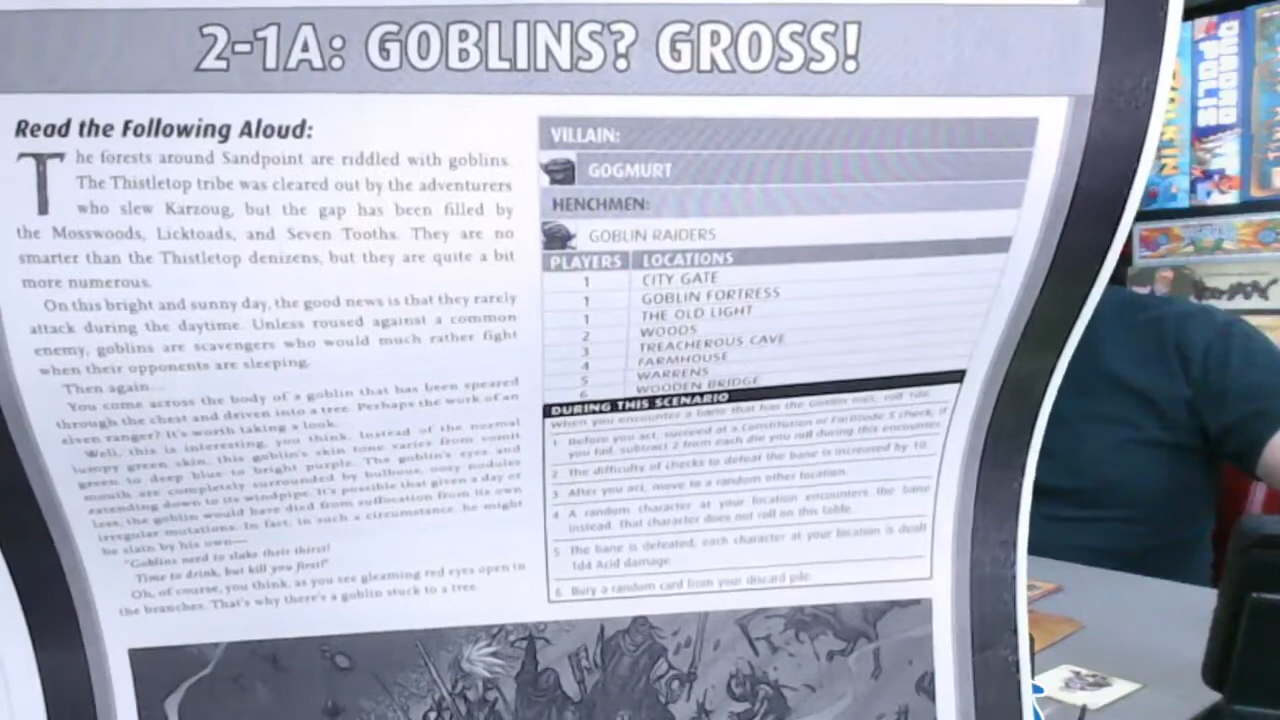 2-1A: GOBLINS? GROSS!
Read the Following Aloud:
The forests around Sandpoint are riddled with goblins.
The Thistletop tribe was cleared out by the adventurers
who slew Karzoug, but the gap has been filled by
the Mosswoods, Licktoads, and Seven Tooths. They are no
smarter than the Thistletop denizens, but they are quite a bit
more numerous.
On this bright and sunny day, the good news is that they rarely
attack during the daytime. Unless roused against a common
enemy, goblins are scavengers who would much rather fight
when their opponents are sleeping.
Then again...
You come across the body of a goblin that has been speared
through the chest and driven into a tree. Perhaps the work of an
elven ranger? It's worth taking a look.
Well, this is interesting, you think. Instead of the normal
lumpy green skin, this goblin's skin tone varies from vomit
green to deep blue to bright purple. The goblin's eyes and
mouth are completely surrounded by bulbous, oozy nodules
extending down to its windpipe. It's possible that given a day or
less, the goblin would have died from suffocation from its own
irregular mutations. In fact, in such a circumstance, he might
be slain by his own—
"Goblins need to slake their thirst!
Time to drink, but kill you first!"
Oh, of course, you think, as you see gleaming red eyes open in
the branches. That's why there's a goblin stuck to a tree.
VILLAIN:
GOGMURT
HENCHMEN:
GOBLIN RAIDERS
PLAYERS LOCATIONS
1 CITY GATE
1 GOBLIN FORTRESS
1 THE OLD LIGHT
2 WOODS
3 TREACHEROUS CAVE
4 FARMHOUSE
5 WARRENS
6 WOODEN BRIDGE
DURING THIS SCENARIO
When you encounter a bane that has the Goblin trait, roll 1d6.
1 Before you act, succeed at a Constitution or Fortitude 5 check; if
you fail, subtract 2 from each die you roll during this encounter.
2 The difficulty of checks to defeat the bane is increased by 10.
3 After you act, move to a random other location.
4 A random character at your location encounters the bane
instead. That character does not roll on this table.
5 The bane is defeated; each character at your location is dealt
1d4 Acid damage.
6. Bury a random card from your discard pile.
POLIS